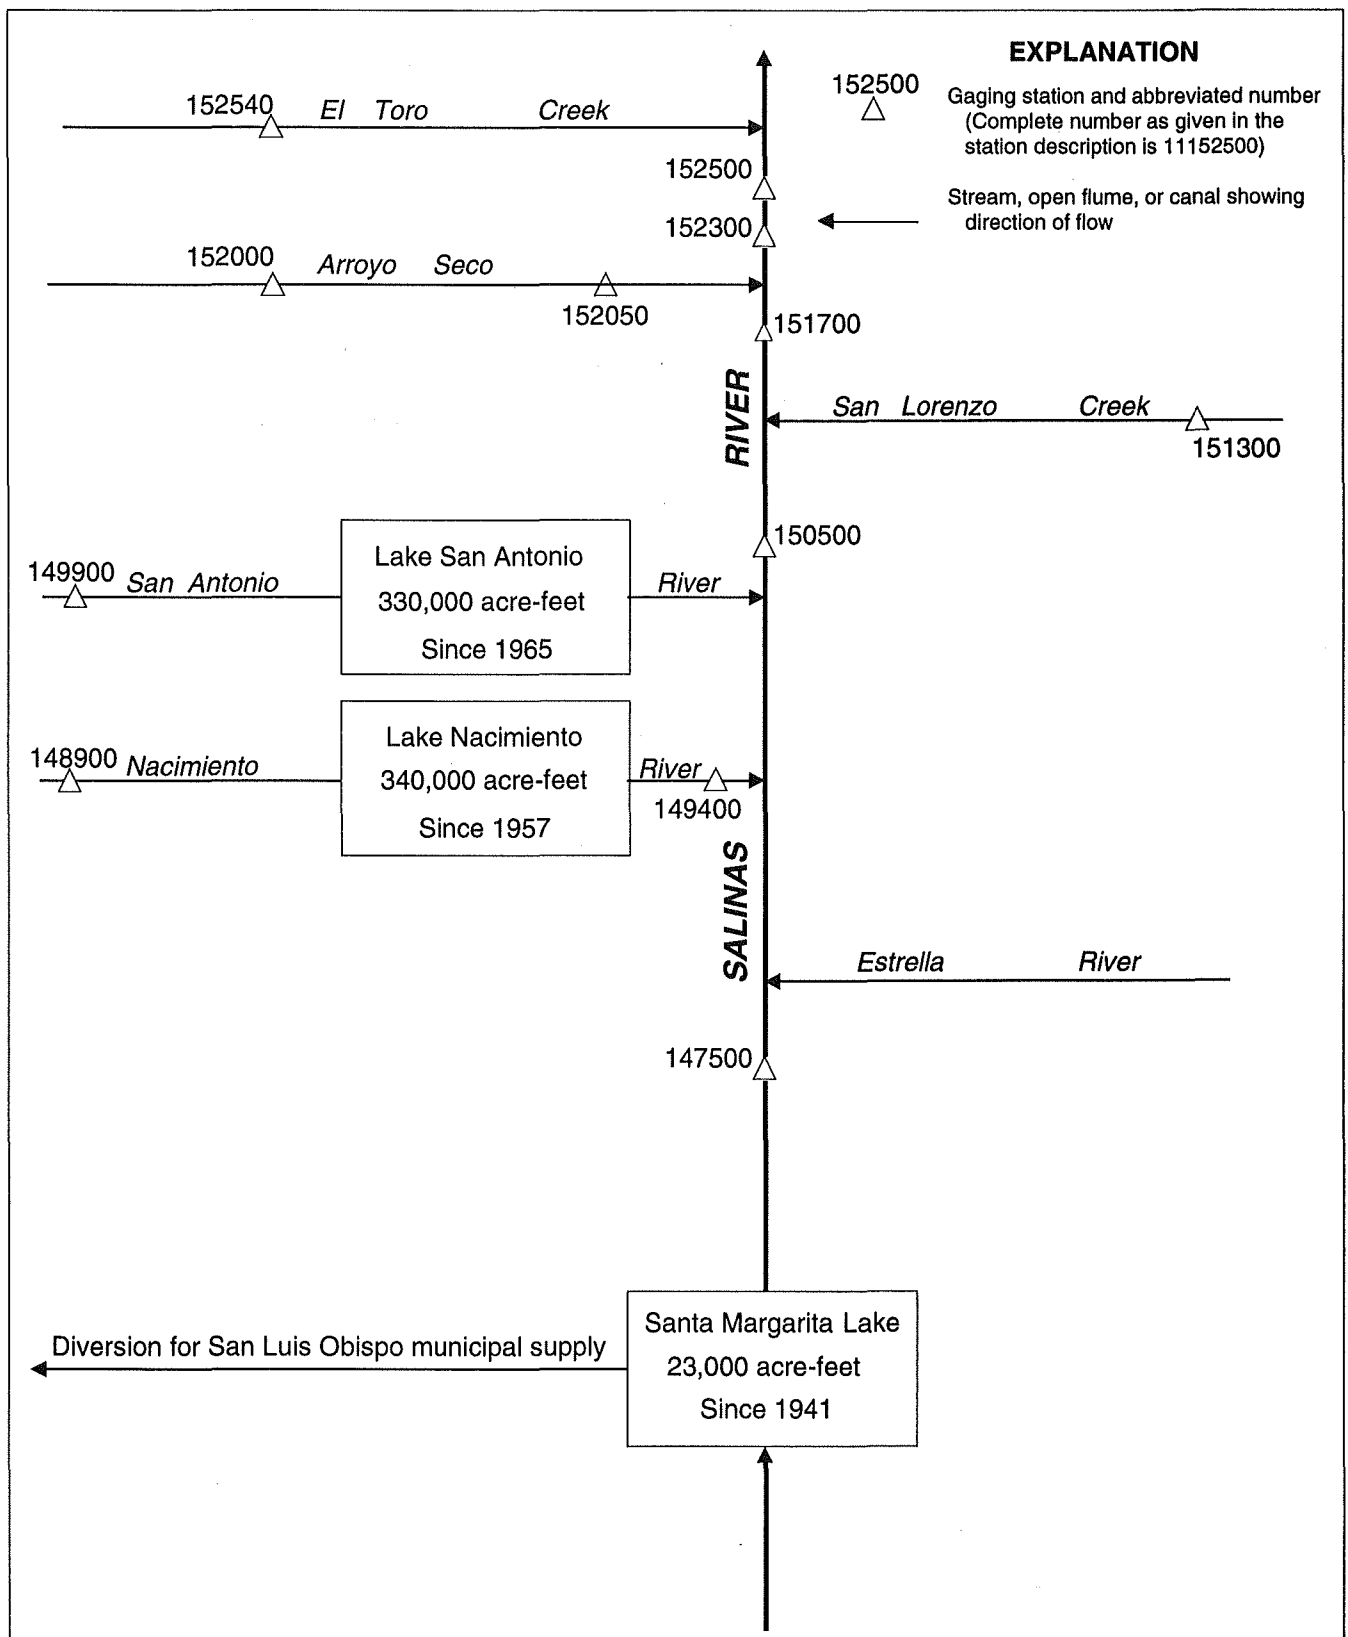 EXPLANATION
152500
Gaging station and abbreviated number
(Complete number as given in the
station description is 11152500)
Stream, open flume, or canal showing
direction of flow
152540
El Toro Creek
152500
152300
152000
Arroyo Seco
152050
151700
San Lorenzo Creek
151300
RIVER
150500
149900
San Antonio
Lake San Antonio
330,000 acre-feet
Since 1965
River
148900
Nacimiento
Lake Nacimiento
340,000 acre-feet
Since 1957
River
149400
SALINAS
Estrella River
147500
Diversion for San Luis Obispo municipal supply
Santa Margarita Lake
23,000 acre-feet
Since 1941